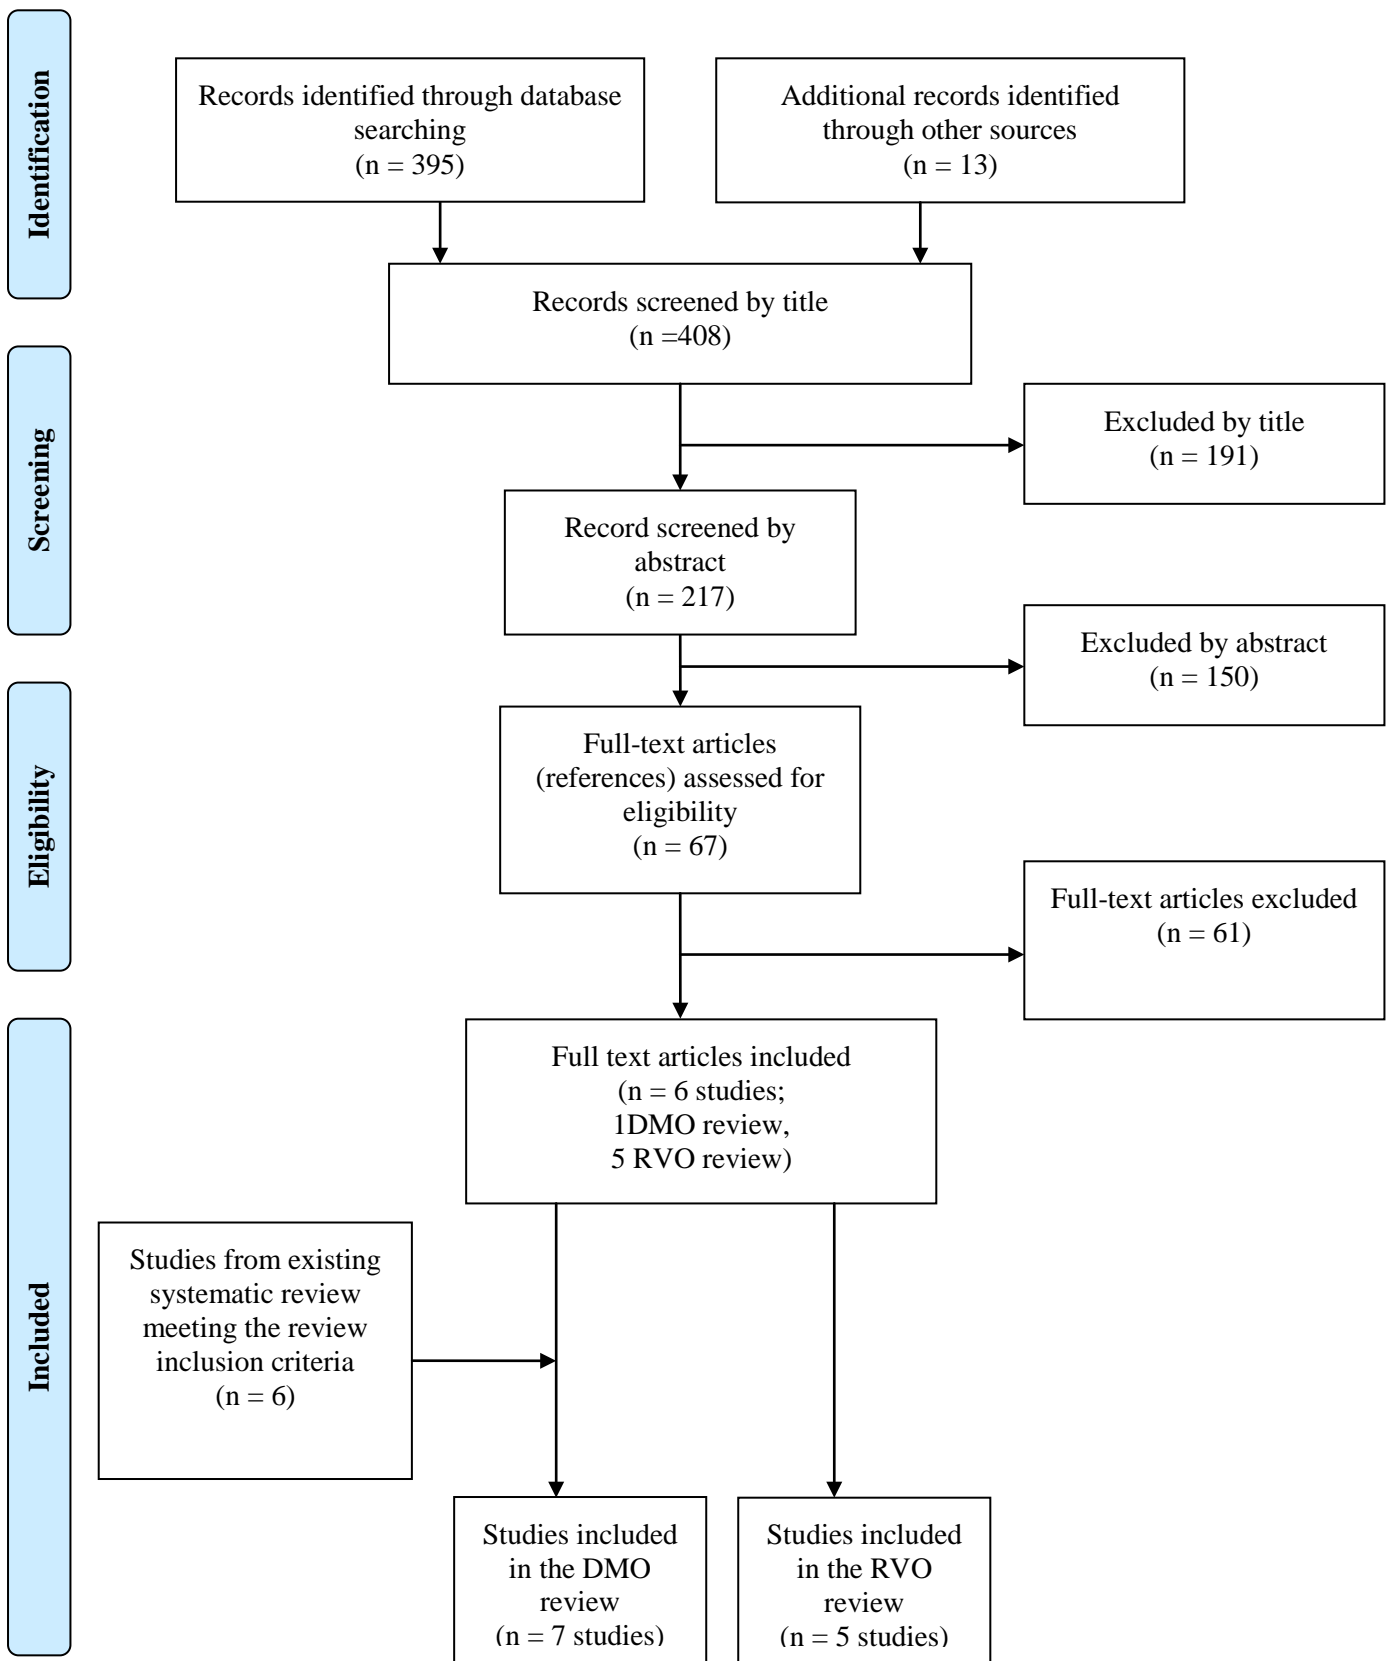 Identification
Records identified through database
searching
(n = 395)
Additional records identified
through other sources
(n = 13)
Records screened by title
(n =408)
Screening
Excluded by title
(n = 191)
Record screened by
abstract
(n = 217)
Excluded by abstract
(n = 150)
Eligibility
Full-text articles
(references) assessed for
eligibility
(n = 67)
Full-text articles excluded
(n = 61)
Included
Full text articles included
(n = 6 studies;
1DMO review,
5 RVO review)
Studies from existing
systematic review
meeting the review
inclusion criteria
(n = 6)
Studies included
in the DMO
review
(n = 7 studies)
Studies included
in the RVO
review
(n = 5 studies)